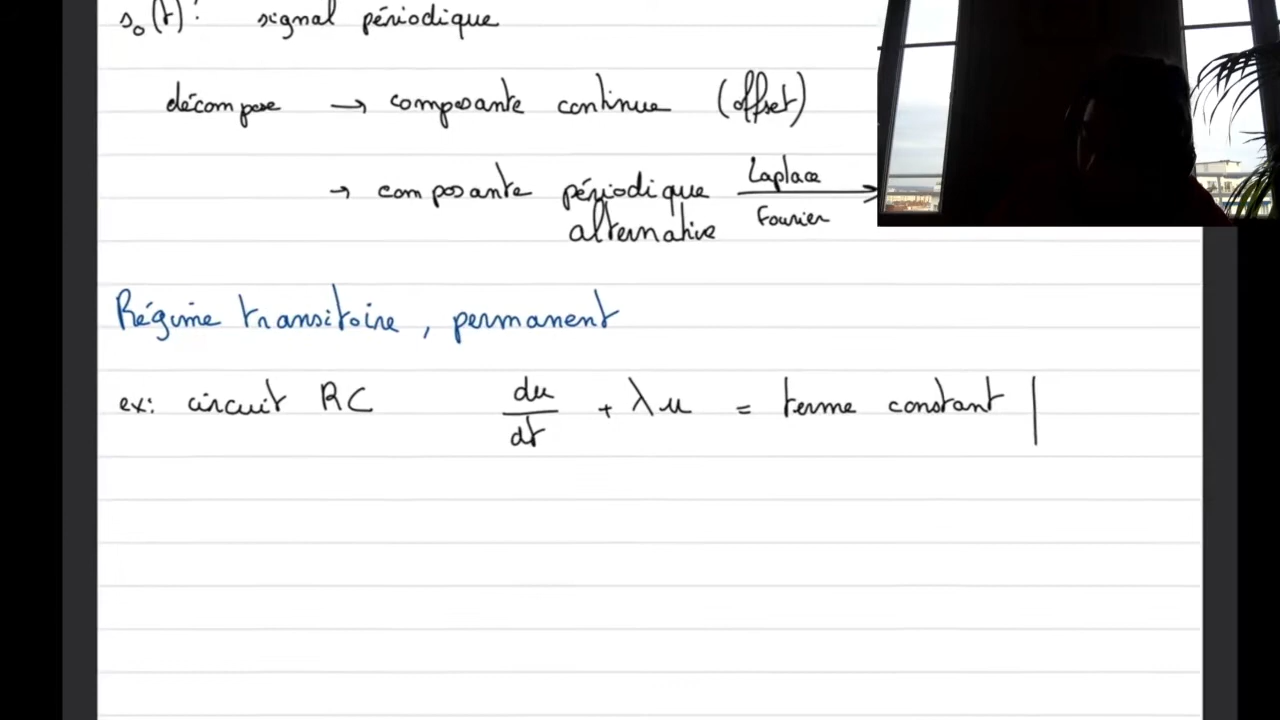 s₀(t): signal périodique
décompose → composante continue (offset)
→ composante périodique alternative Laplace Fourier →
Régime transitoire, permanent
ex: circuit RC du/dt + λu = terme constant |